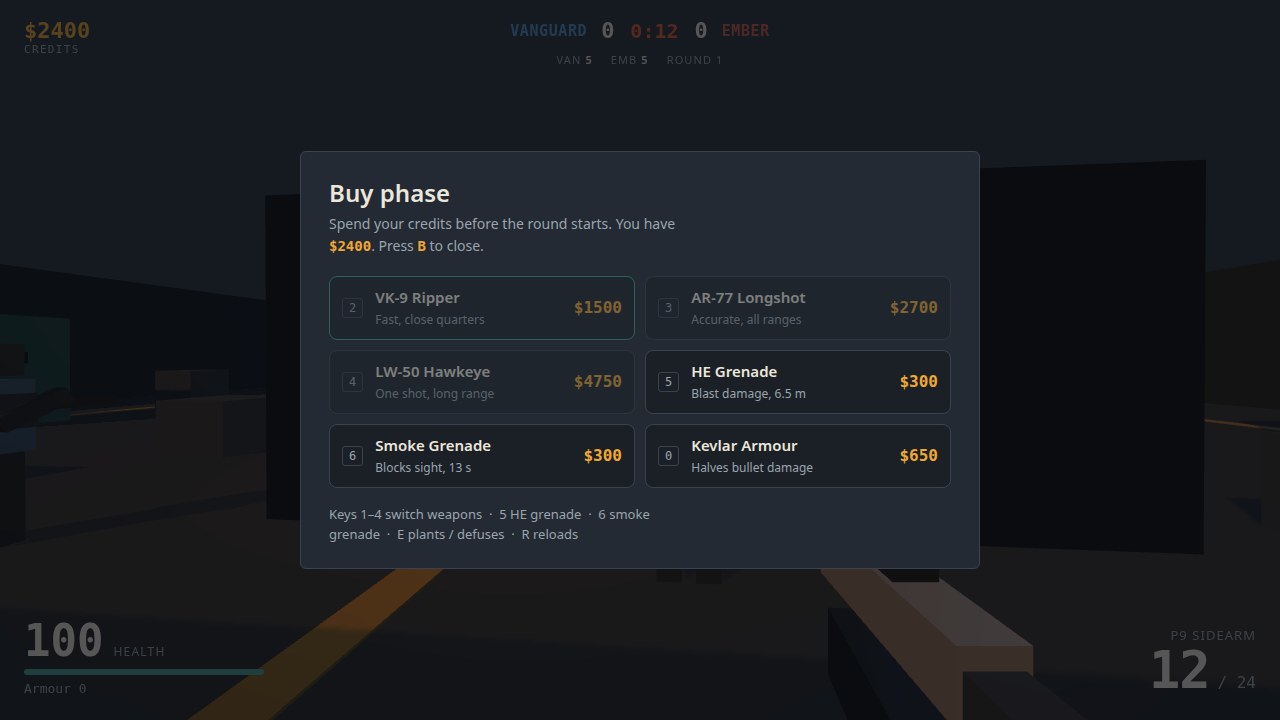 $2400
CREDITS
VANGUARD 0 0:12 0 EMBER
VAN 5 EMB 5 ROUND 1
Buy phase
Spend your credits before the round starts. You have
$2400. Press B to close.
2 VK-9 Ripper $1500
Fast, close quarters
3 AR-77 Longshot $2700
Accurate, all ranges
4 LW-50 Hawkeye $4750
One shot, long range
5 HE Grenade $300
Blast damage, 6.5 m
6 Smoke Grenade $300
Blocks sight, 13 s
0 Kevlar Armour $650
Halves bullet damage
Keys 1–4 switch weapons · 5 HE grenade · 6 smoke
grenade · E plants / defuses · R reloads
100 HEALTH
Armour 0
P9 SIDEARM
12 / 24